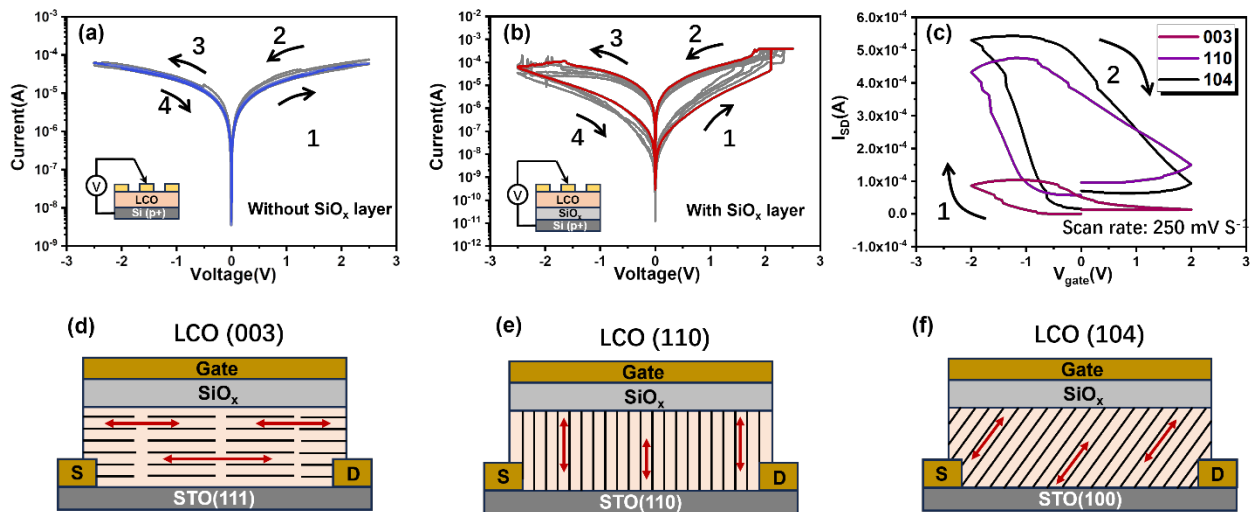 (a)
Current(A)
10⁻³
10⁻⁴
10⁻⁵
10⁻⁶
10⁻⁷
10⁻⁸
10⁻⁹
3
2
4
1
V
LCO
Si (p+)
Without SiOₓ layer
-3 -2 -1 0 1 2 3
Voltage(V)
(b)
Current(A)
10⁻²
10⁻³
10⁻⁴
10⁻⁵
10⁻⁶
10⁻⁷
10⁻⁸
10⁻⁹
10⁻¹⁰
10⁻¹¹
10⁻¹²
3
2
4
1
V
LCO
SiOₓ
Si (p+)
With SiOₓ layer
-3 -2 -1 0 1 2 3
Voltage(V)
(c)
I_SD(A)
6.0x10⁻⁴
5.0x10⁻⁴
4.0x10⁻⁴
3.0x10⁻⁴
2.0x10⁻⁴
1.0x10⁻⁴
0.0
-1.0x10⁻⁴
003
110
104
2
1
Scan rate: 250 mV S⁻¹
-3 -2 -1 0 1 2 3
V_gate(V)
(d)
LCO (003)
Gate
SiOₓ
S
D
STO(111)
(e)
LCO (110)
Gate
SiOₓ
S
D
STO(110)
(f)
LCO (104)
Gate
SiOₓ
S
D
STO(100)